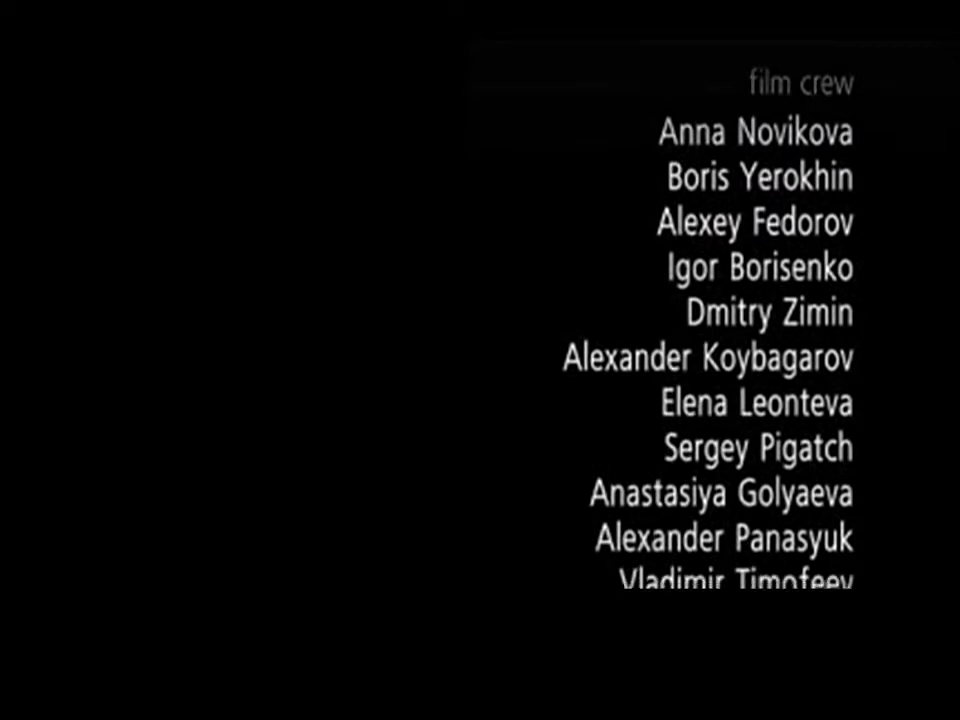 film crew
Anna Novikova
Boris Yerokhin
Alexey Fedorov
Igor Borisenko
Dmitry Zimin
Alexander Koybagarov
Elena Leonteva
Sergey Pigatch
Anastasiya Golyaeva
Alexander Panasyuk
Vladimir Timofeev